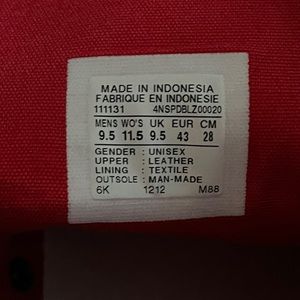 MADE IN INDONESIA
FABRIQUE EN INDONESIE
111131 4NSPDBLZ00020
MENS WO'S UK EUR CM
9.5 11.5 9.5 43 28
GENDER : UNISEX
UPPER : LEATHER
LINING : TEXTILE
OUTSOLE : MAN-MADE
6K 1212 M88